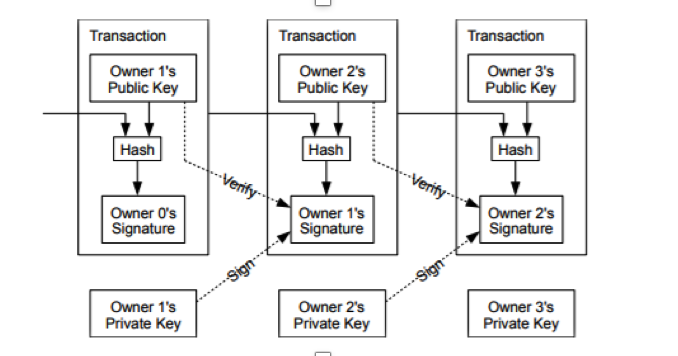 Transaction
Owner 1's
Public Key
Hash
Owner 0's
Signature
Transaction
Owner 2's
Public Key
Hash
Verify
Owner 1's
Signature
Transaction
Owner 3's
Public Key
Hash
Verify
Owner 2's
Signature
Sign
Sign
Owner 1's
Private Key
Owner 2's
Private Key
Owner 3's
Private Key